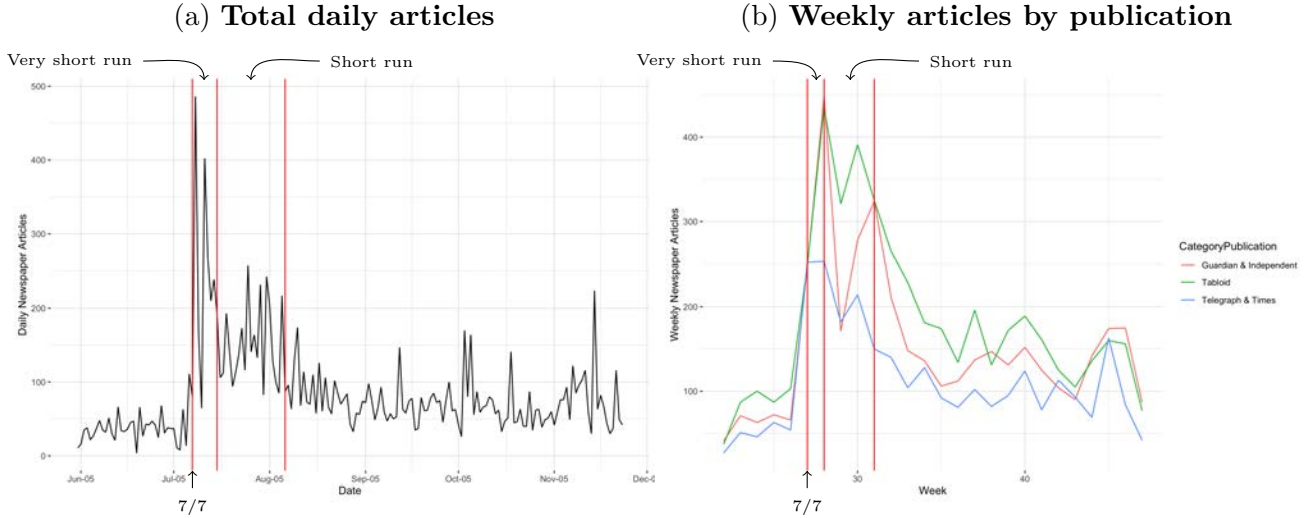 (a) Total daily articles
Very short run
Short run
500
400
300
200
100
0
Daily Newspaper Articles
Jun-05
Jul-05
Aug-05
Sep-05
Oct-05
Nov-05
Dec-0
Date
7/7
(b) Weekly articles by publication
Very short run
Short run
400
300
200
100
Weekly Newspaper Articles
30
40
Week
7/7
CategoryPublication
Guardian & Independent
Tabloid
Telegraph & Times